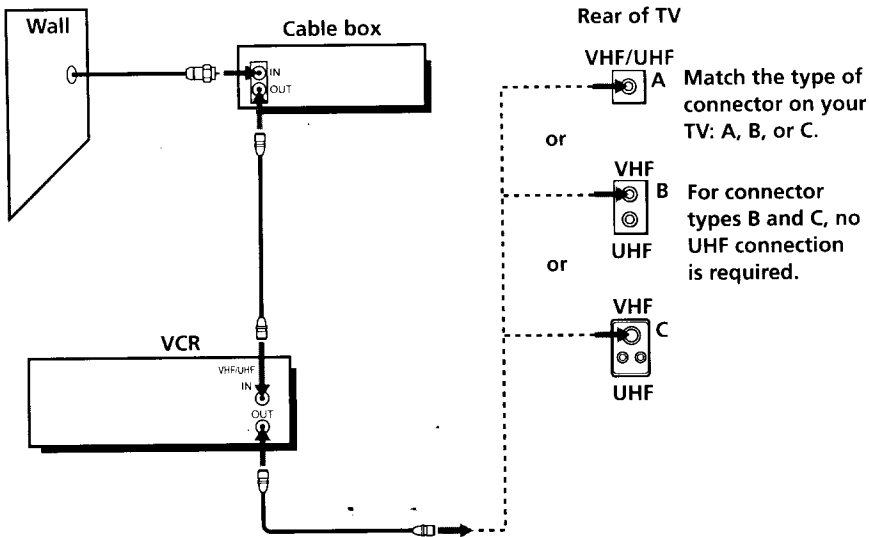 Wall
Cable box
IN
OUT
VCR
VHF/UHF
IN
OUT
Rear of TV
VHF/UHF
A
Match the type of
connector on your
TV: A, B, or C.
or
VHF
B
For connector
types B and C, no
UHF connection
is required.
UHF
or
VHF
C
UHF